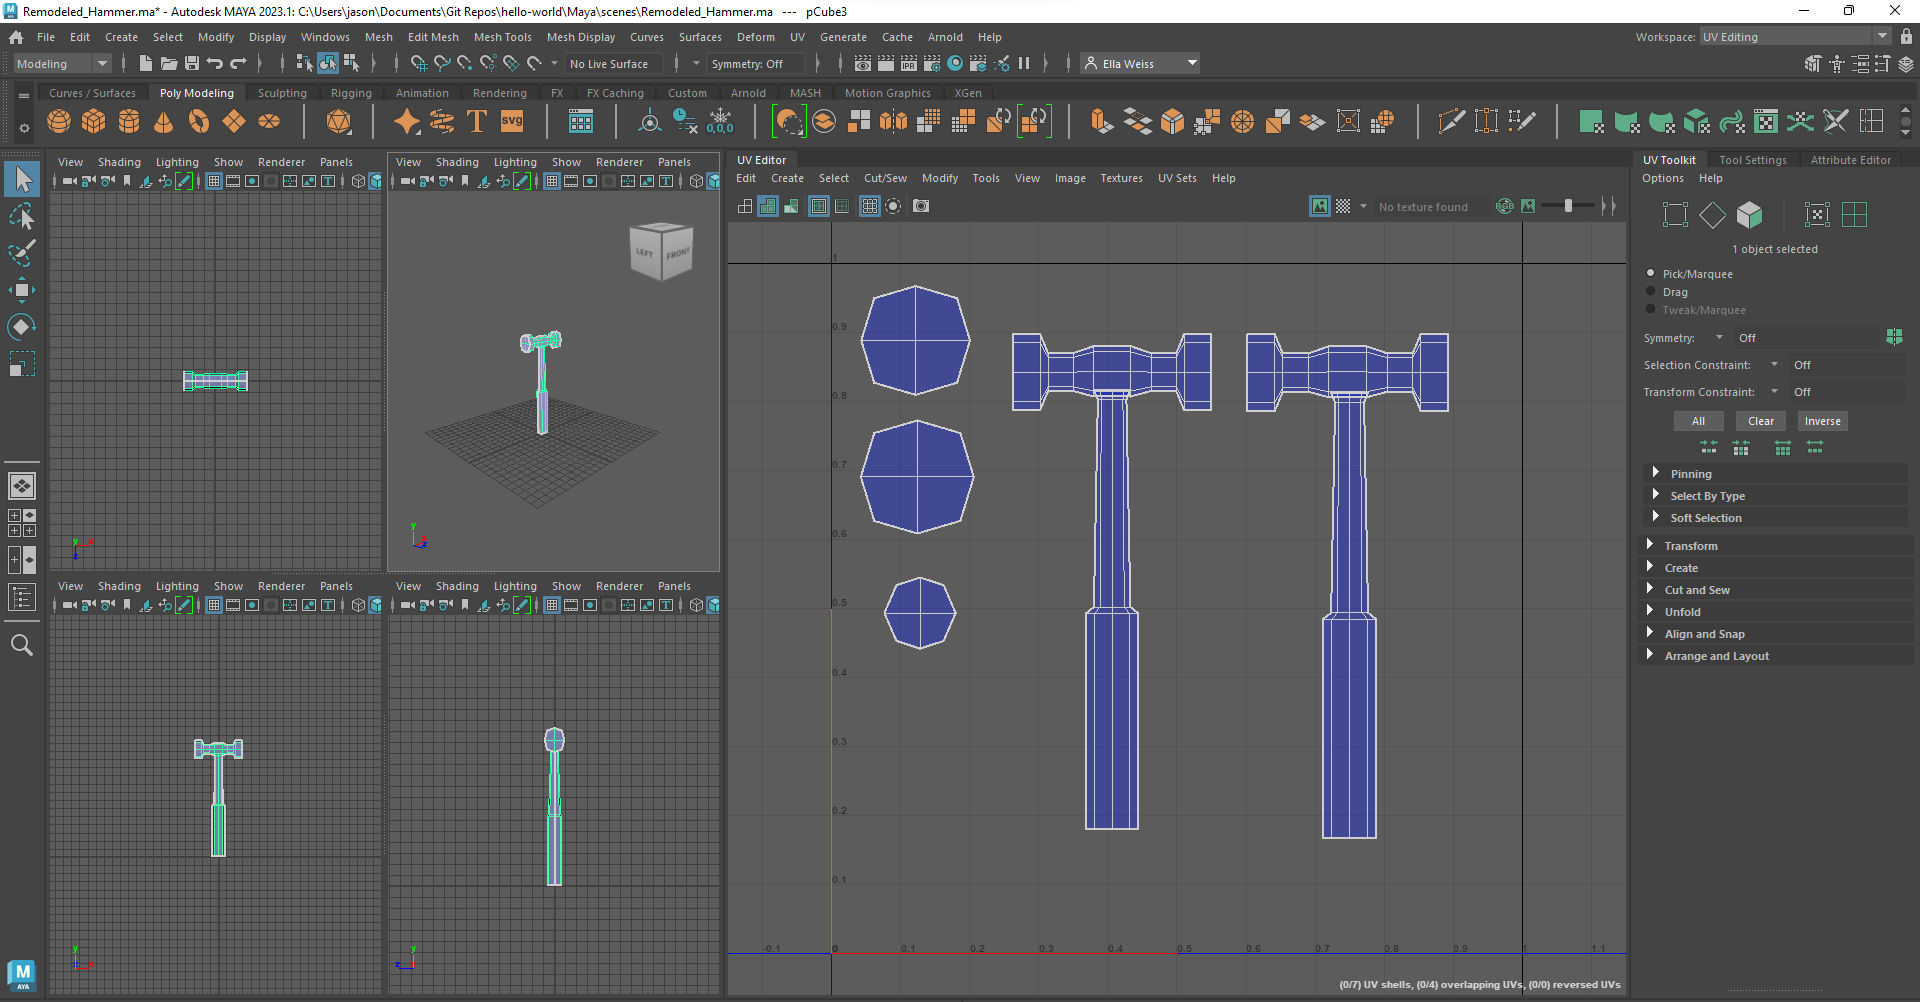 Remodeled_Hammer.ma* - Autodesk MAYA 2023.1: C:\Users\jason\Documents\Git Repos\hello-world\Maya\scenes\Remodeled_Hammer.ma --- pCube3
File Edit Create Select Modify Display Windows Mesh Edit Mesh Mesh Tools Mesh Display Curves Surfaces Deform UV Generate Cache Arnold Help
Workspace: UV Editing
Modeling No Live Surface Symmetry: Off IPR Ella Weiss
Curves / Surfaces Poly Modeling Sculpting Rigging Animation Rendering FX FX Caching Custom Arnold MASH Motion Graphics XGen
T SVG 0,0,0
View Shading Lighting Show Renderer Panels
View Shading Lighting Show Renderer Panels
UV Editor
Edit Create Select Cut/Sew Modify Tools View Image Textures UV Sets Help
No texture found RGB
LEFT FRONT
y x z
y x z
View Shading Lighting Show Renderer Panels
View Shading Lighting Show Renderer Panels
y z x
y z x
1
0.9
0.8
0.7
0.6
0.5
0.4
0.3
0.2
0.1
-0.1 0 0.1 0.2 0.3 0.4 0.5 0.6 0.7 0.8 0.9 1 1.1
(0/7) UV shells, (0/4) overlapping UVs, (0/0) reversed UVs
UV Toolkit Tool Settings Attribute Editor
Options Help
1 object selected
Pick/Marquee
Drag
Tweak/Marquee
Symmetry: Off
Selection Constraint: Off
Transform Constraint: Off
All Clear Inverse
Pinning
Select By Type
Soft Selection
Transform
Create
Cut and Sew
Unfold
Align and Snap
Arrange and Layout
M
AYA